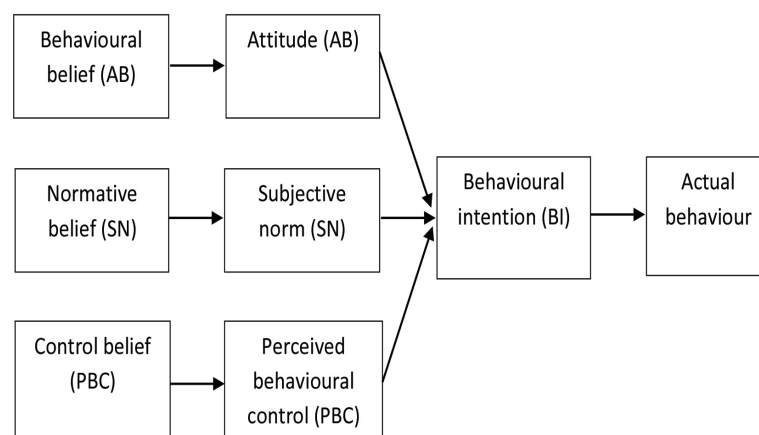 Behavioural
belief (AB)
Attitude (AB)
Normative
belief (SN)
Subjective
norm (SN)
Behavioural
intention (BI)
Actual
behaviour
Control belief
(PBC)
Perceived
behavioural
control (PBC)